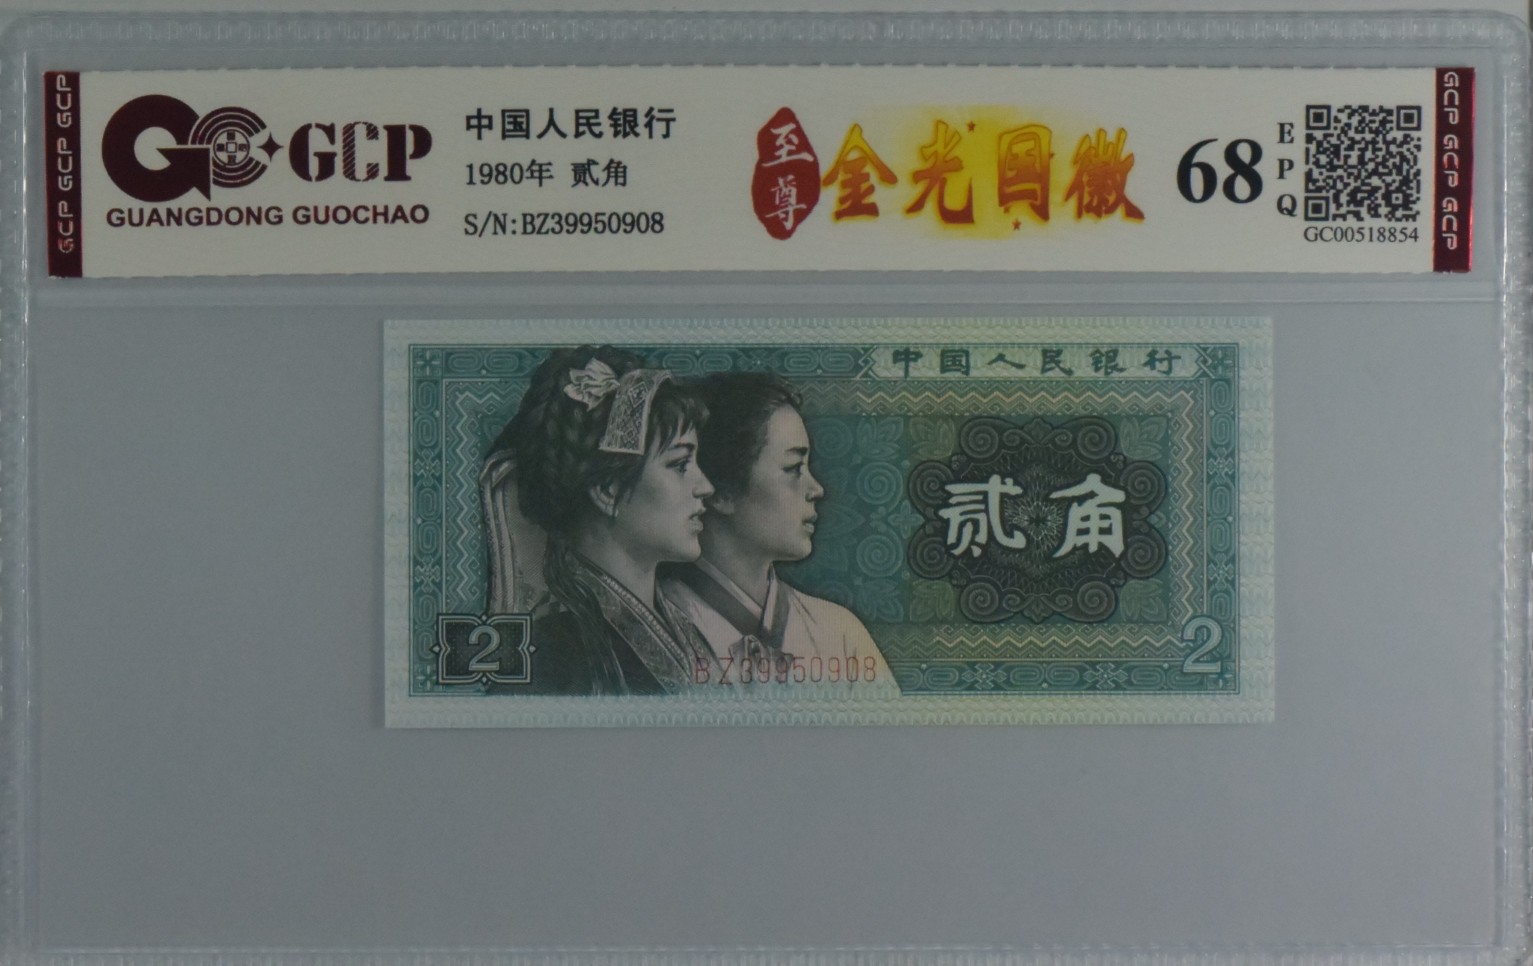 GCP GCP GCP
GCP
GUANGDONG GUOCHAO
中国人民银行
1980年 贰角
S/N:BZ39950908
至尊
金光国徽
68
EPQ
GC00518854
GCP GCP GCP
中国人民银行
贰角
2
2
BZ39950908